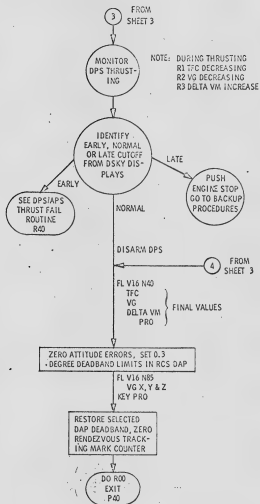 FROM
3
SHEET 3
MONITOR
DPS THRUST-
ING
NOTE: DURING THRUSTING
R1 TFC DECREASING
R2 VG DECREASING
R3 DELTA VM INCREASE
IDENTIFY
EARLY, NORMAL
OR LATE CUTOFF
FROM DSKY DIS-
PLAYS
EARLY
LATE
SEE DPS/APS
THRUST FAIL
ROUTINE
R40
PUSH
ENGINE STOP
GO TO BACKUP
PROCEDURES
NORMAL
DISARM DPS
4
FROM
SHEET 3
FL V16 N40
TFC
VG
DELTA VM
PRO
FINAL VALUES
ZERO ATTITUDE ERRORS, SET 0.3
DEGREE DEADBAND LIMITS IN RCS DAP
FL V16 N85
VG X, Y & Z
KEY PRO
RESTORE SELECTED
DAP DEADBAND, ZERO
RENDEZVOUS TRACK-
ING MARK COUNTER
DO R00
EXIT
P40